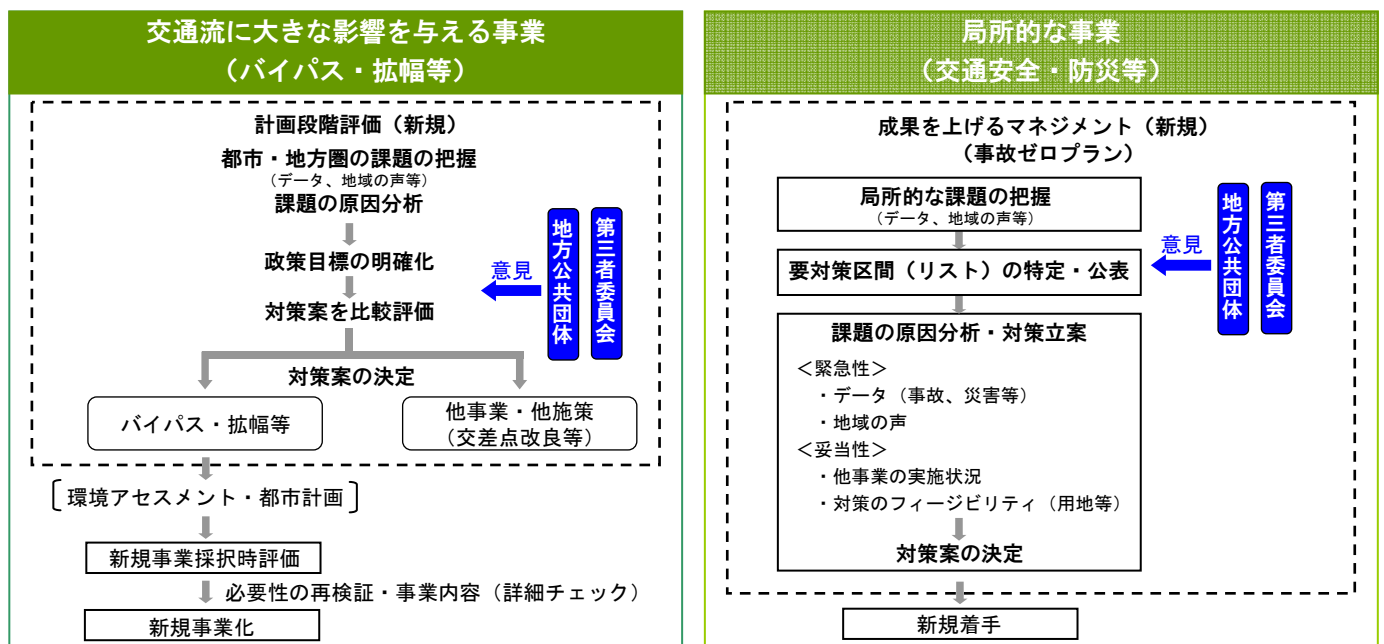 交通流に大きな影響を与える事業
（バイパス・拡幅等）
計画段階評価（新規）
都市・地方圏の課題の把握
（データ、地域の声等）
課題の原因分析
政策目標の明確化
対策案を比較評価
意見
地方公共団体
第三者委員会
対策案の決定
バイパス・拡幅等
他事業・他施策
（交差点改良等）
環境アセスメント・都市計画
新規事業採択時評価
必要性の再検証・事業内容（詳細チェック）
新規事業化
局所的な事業
（交通安全・防災等）
成果を上げるマネジメント（新規）
（事故ゼロプラン）
局所的な課題の把握
（データ、地域の声等）
要対策区間（リスト）の特定・公表
意見
地方公共団体
第三者委員会
課題の原因分析・対策立案
＜緊急性＞
・データ（事故、災害等）
・地域の声
＜妥当性＞
・他事業の実施状況
・対策のフィージビリティ（用地等）
対策案の決定
新規着手